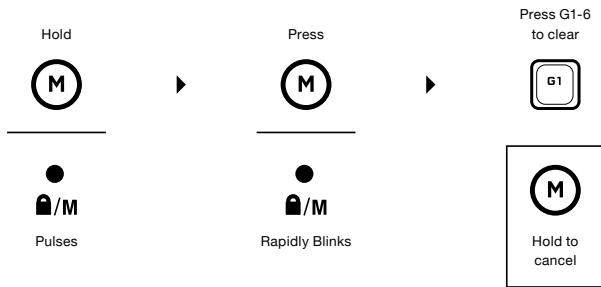 Hold
M
Pulses
/M
Press
M
Rapidly Blinks
/M
Press G1-6
to clear
G1
M
Hold to
cancel